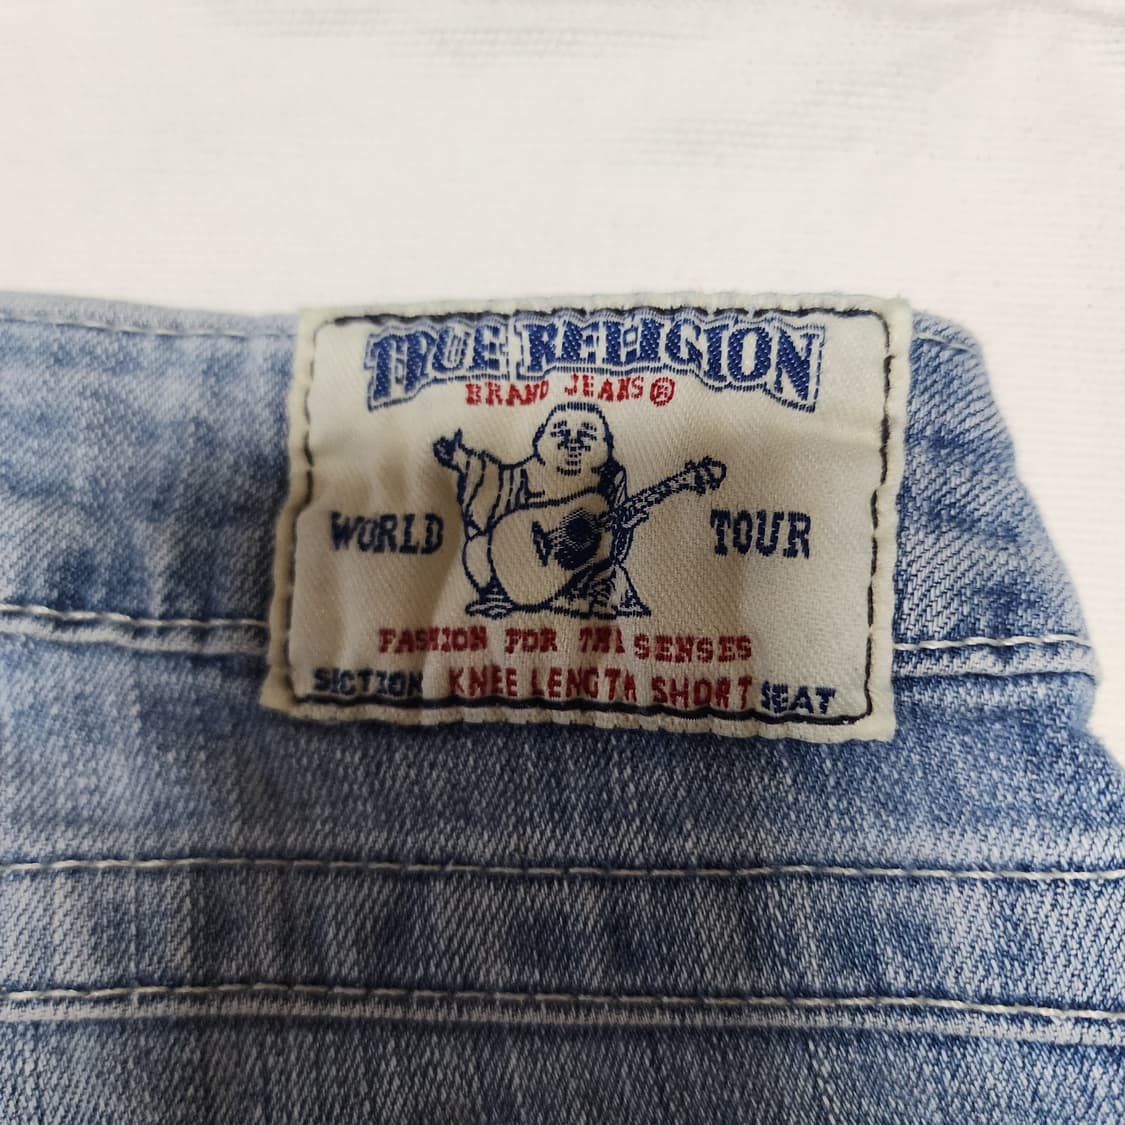 TRUE RELIGION
BRAND JEANS®
WORLD TOUR
FASHION FOR THE SENSES
SECTION KNEE LENGTH SHORT SEAT